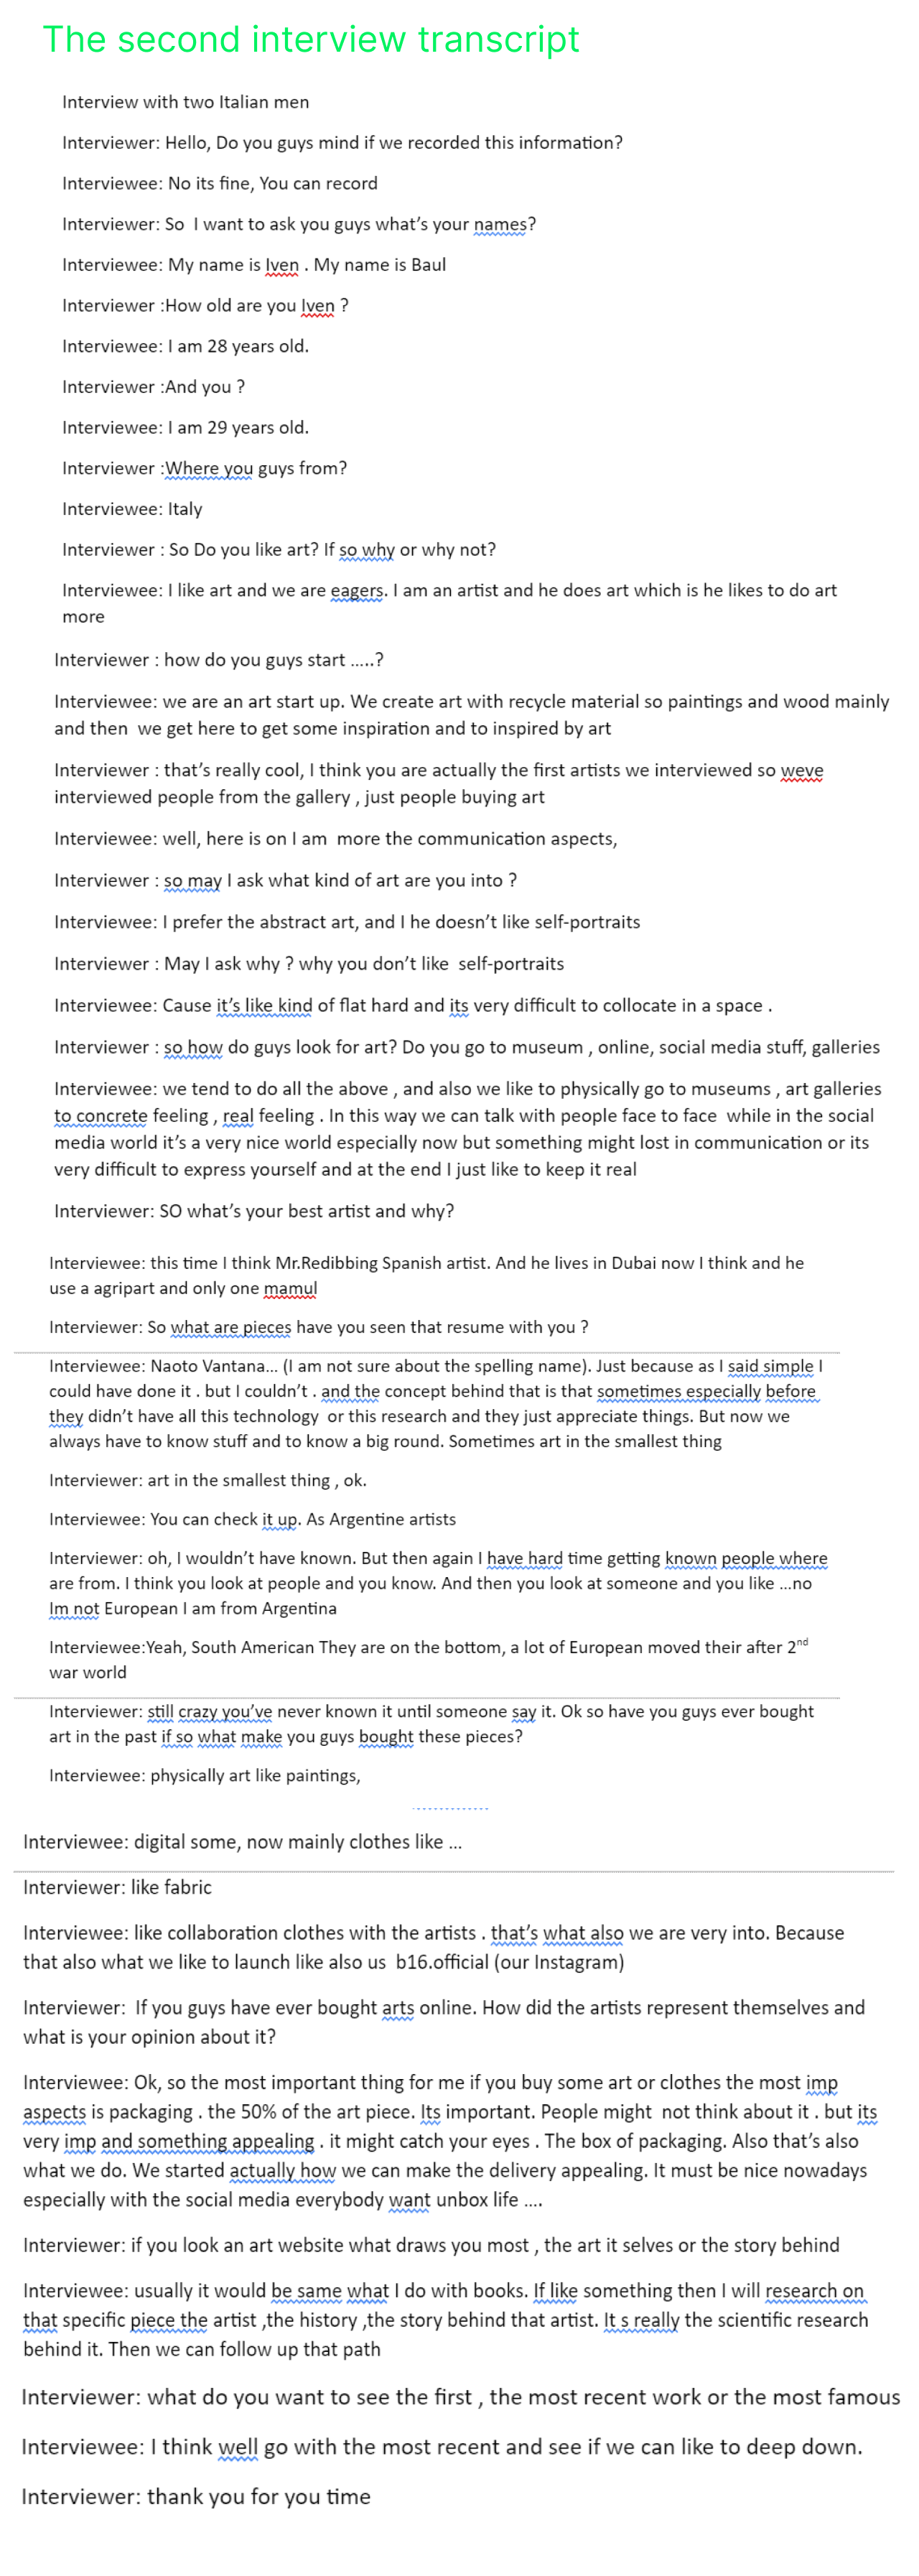 The second interview transcript
Interview with two Italian men
Interviewer: Hello, Do you guys mind if we recorded this information?
Interviewee: No its fine, You can record
Interviewer: So  I want to ask you guys what's your names?
Interviewee: My name is Iven . My name is Baul
Interviewer :How old are you Iven ?
Interviewee: I am 28 years old.
Interviewer :And you ?
Interviewee: I am 29 years old.
Interviewer :Where you guys from?
Interviewee: Italy
Interviewer : So Do you like art? If so why or why not?
Interviewee: I like art and we are eagers. I am an artist and he does art which is he likes to do art
more
Interviewer : how do you guys start .....?
Interviewee: we are an art start up. We create art with recycle material so paintings and wood mainly
and then  we get here to get some inspiration and to inspired by art
Interviewer : that's really cool, I think you are actually the first artists we interviewed so weve
interviewed people from the gallery , just people buying art
Interviewee: well, here is on I am  more the communication aspects,
Interviewer : so may I ask what kind of art are you into ?
Interviewee: I prefer the abstract art, and I he doesn't like self-portraits
Interviewer : May I ask why ? why you don't like  self-portraits
Interviewee: Cause it's like kind of flat hard and its very difficult to collocate in a space .
Interviewer : so how do guys look for art? Do you go to museum , online, social media stuff, galleries
Interviewee: we tend to do all the above , and also we like to physically go to museums , art galleries
to concrete feeling , real feeling . In this way we can talk with people face to face  while in the social
media world it's a very nice world especially now but something might lost in communication or its
very difficult to express yourself and at the end I just like to keep it real
Interviewer: SO what's your best artist and why?
Interviewee: this time I think Mr.Redibbing Spanish artist. And he lives in Dubai now I think and he
use a agripart and only one mamul
Interviewer: So what are pieces have you seen that resume with you ?
Interviewee: Naoto Vantana... (I am not sure about the spelling name). Just because as I said simple I
could have done it . but I couldn't . and the concept behind that is that sometimes especially before
they didn't have all this technology  or this research and they just appreciate things. But now we
always have to know stuff and to know a big round. Sometimes art in the smallest thing
Interviewer: art in the smallest thing , ok.
Interviewee: You can check it up. As Argentine artists
Interviewer: oh, I wouldn't have known. But then again I have hard time getting known people where
are from. I think you look at people and you know. And then you look at someone and you like ...no
Im not European I am from Argentina
Interviewee:Yeah, South American They are on the bottom, a lot of European moved their after 2nd
war world
Interviewer: still crazy you've never known it until someone say it. Ok so have you guys ever bought
art in the past if so what make you guys bought these pieces?
Interviewee: physically art like paintings,
Interviewee: digital some, now mainly clothes like ...
Interviewer: like fabric
Interviewee: like collaboration clothes with the artists . that's what also we are very into. Because
that also what we like to launch like also us  b16.official (our Instagram)
Interviewer:  If you guys have ever bought arts online. How did the artists represent themselves and
what is your opinion about it?
Interviewee: Ok, so the most important thing for me if you buy some art or clothes the most imp
aspects is packaging . the 50% of the art piece. Its important. People might  not think about it . but its
very imp and something appealing . it might catch your eyes . The box of packaging. Also that's also
what we do. We started actually how we can make the delivery appealing. It must be nice nowadays
especially with the social media everybody want unbox life ....
Interviewer: if you look an art website what draws you most , the art it selves or the story behind
Interviewee: usually it would be same what I do with books. If like something then I will research on
that specific piece the artist ,the history ,the story behind that artist. It s really the scientific research
behind it. Then we can follow up that path
Interviewer: what do you want to see the first , the most recent work or the most famous
Interviewee: I think well go with the most recent and see if we can like to deep down.
Interviewer: thank you for you time